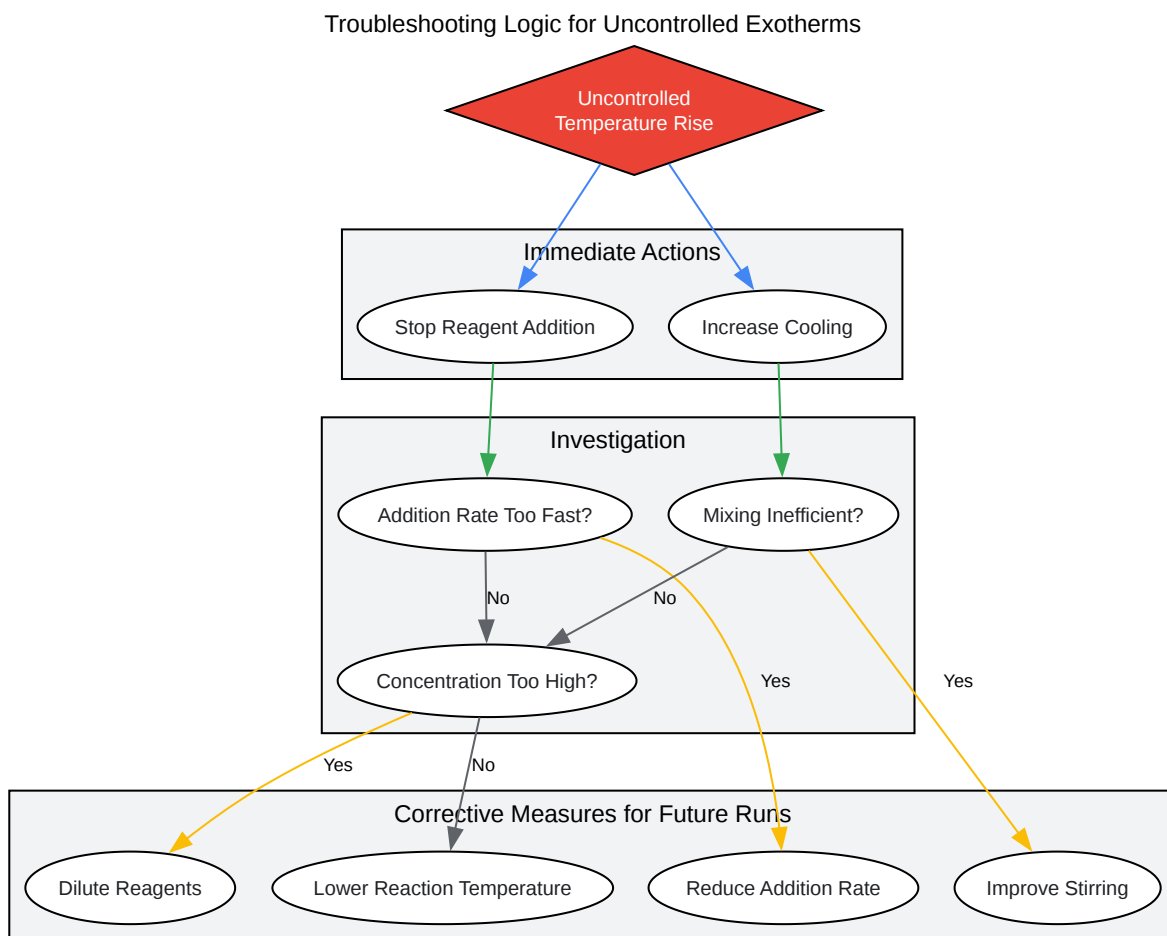 Troubleshooting Logic for Uncontrolled Exotherms
Uncontrolled
Temperature Rise
Immediate Actions
Stop Reagent Addition
Increase Cooling
Investigation
Addition Rate Too Fast?
Mixing Inefficient?
No
No
Concentration Too High?
Yes
Yes
Yes
No
Corrective Measures for Future Runs
Dilute Reagents
Lower Reaction Temperature
Reduce Addition Rate
Improve Stirring